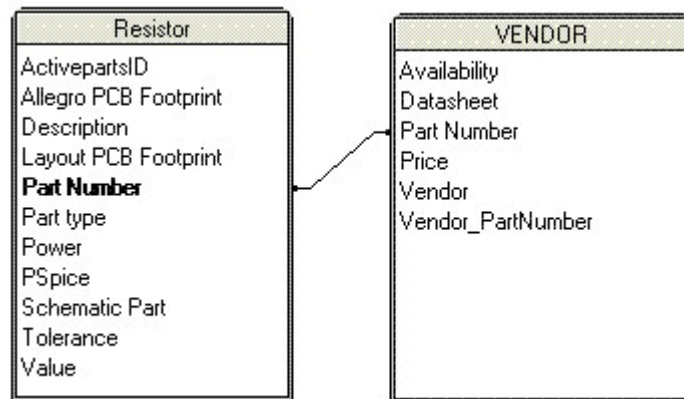 Resistor
ActivepartsID
Allegro PCB Footprint
Description
Layout PCB Footprint
Part Number
Part type
Power
PSpice
Schematic Part
Tolerance
Value
VENDOR
Availability
Datasheet
Part Number
Price
Vendor
Vendor_PartNumber